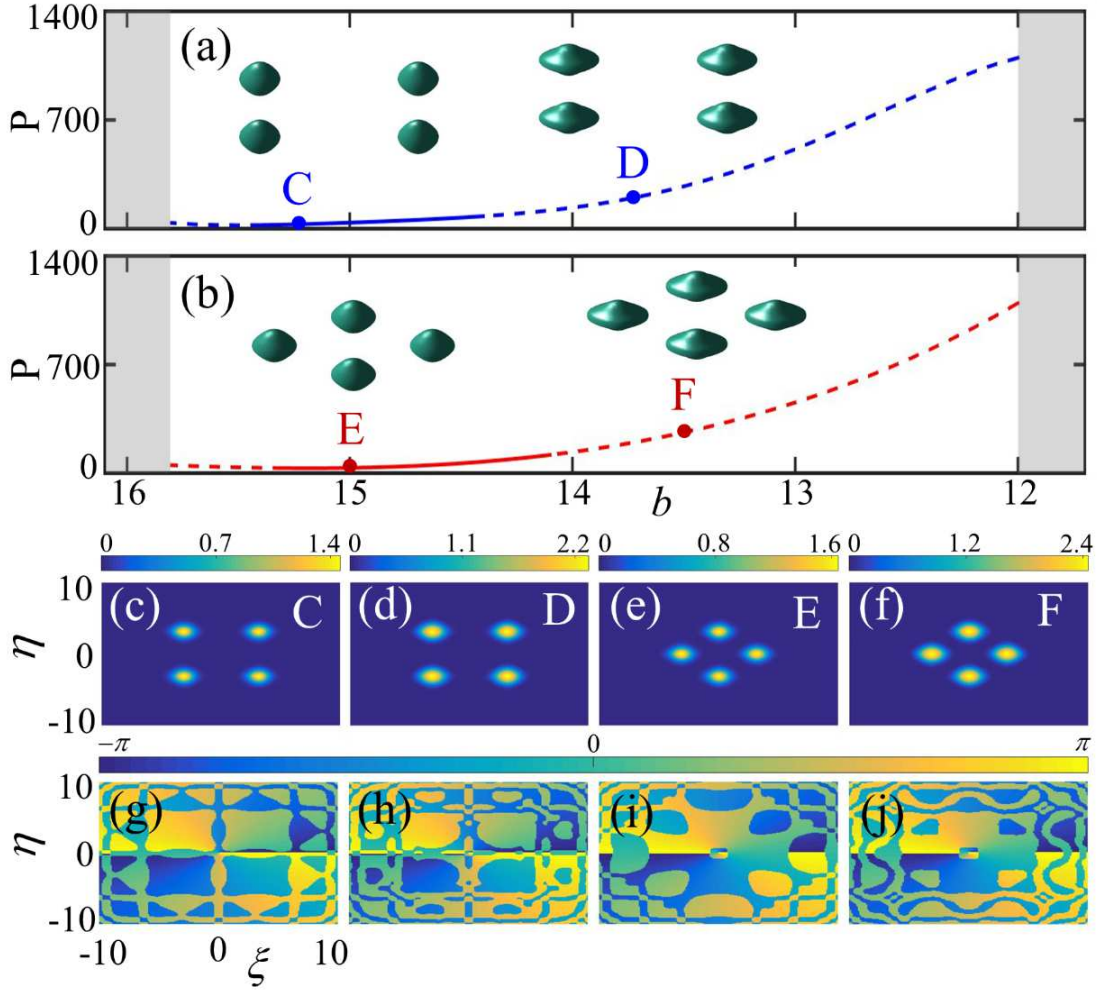 1400
(a)
P
700
C
D
0
1400
(b)
P
700
E
F
0
16 15 14 13 b 12
0 0.7 1.4 0 1.1 2.2 0 0.8 1.6 0 1.2 2.4
10
(c) C (d) D (e) E (f) F
η 0
-10
−π 0 π
10
(g) (h) (i) (j)
η 0
-10
-10 0 ξ 10